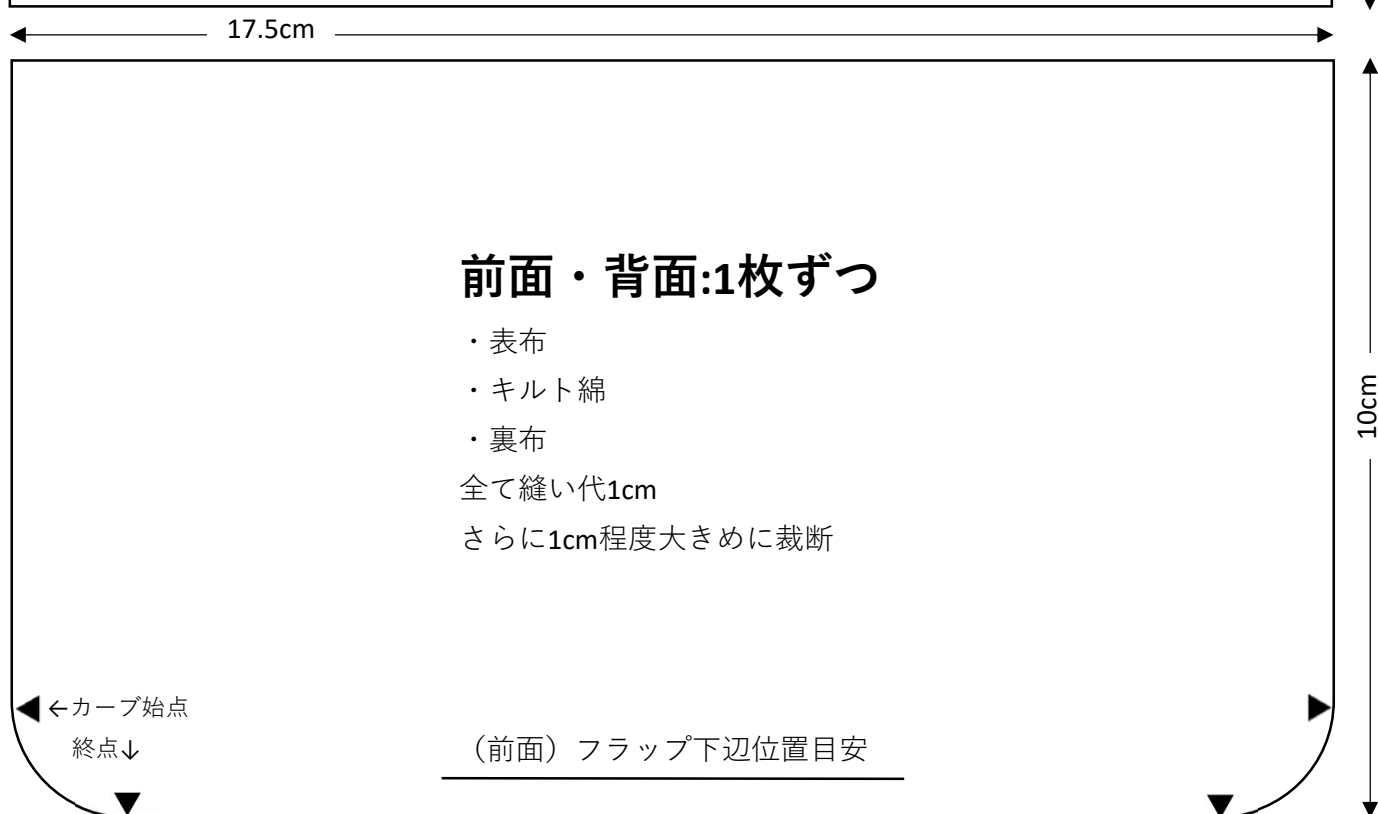 17.5cm
前面・背面:1枚ずつ
・表布
・キルト綿
・裏布
全て縫い代1cm
さらに1cm程度大きめに裁断
10cm
←カーブ始点
終点↓
（前面）フラップ下辺位置目安